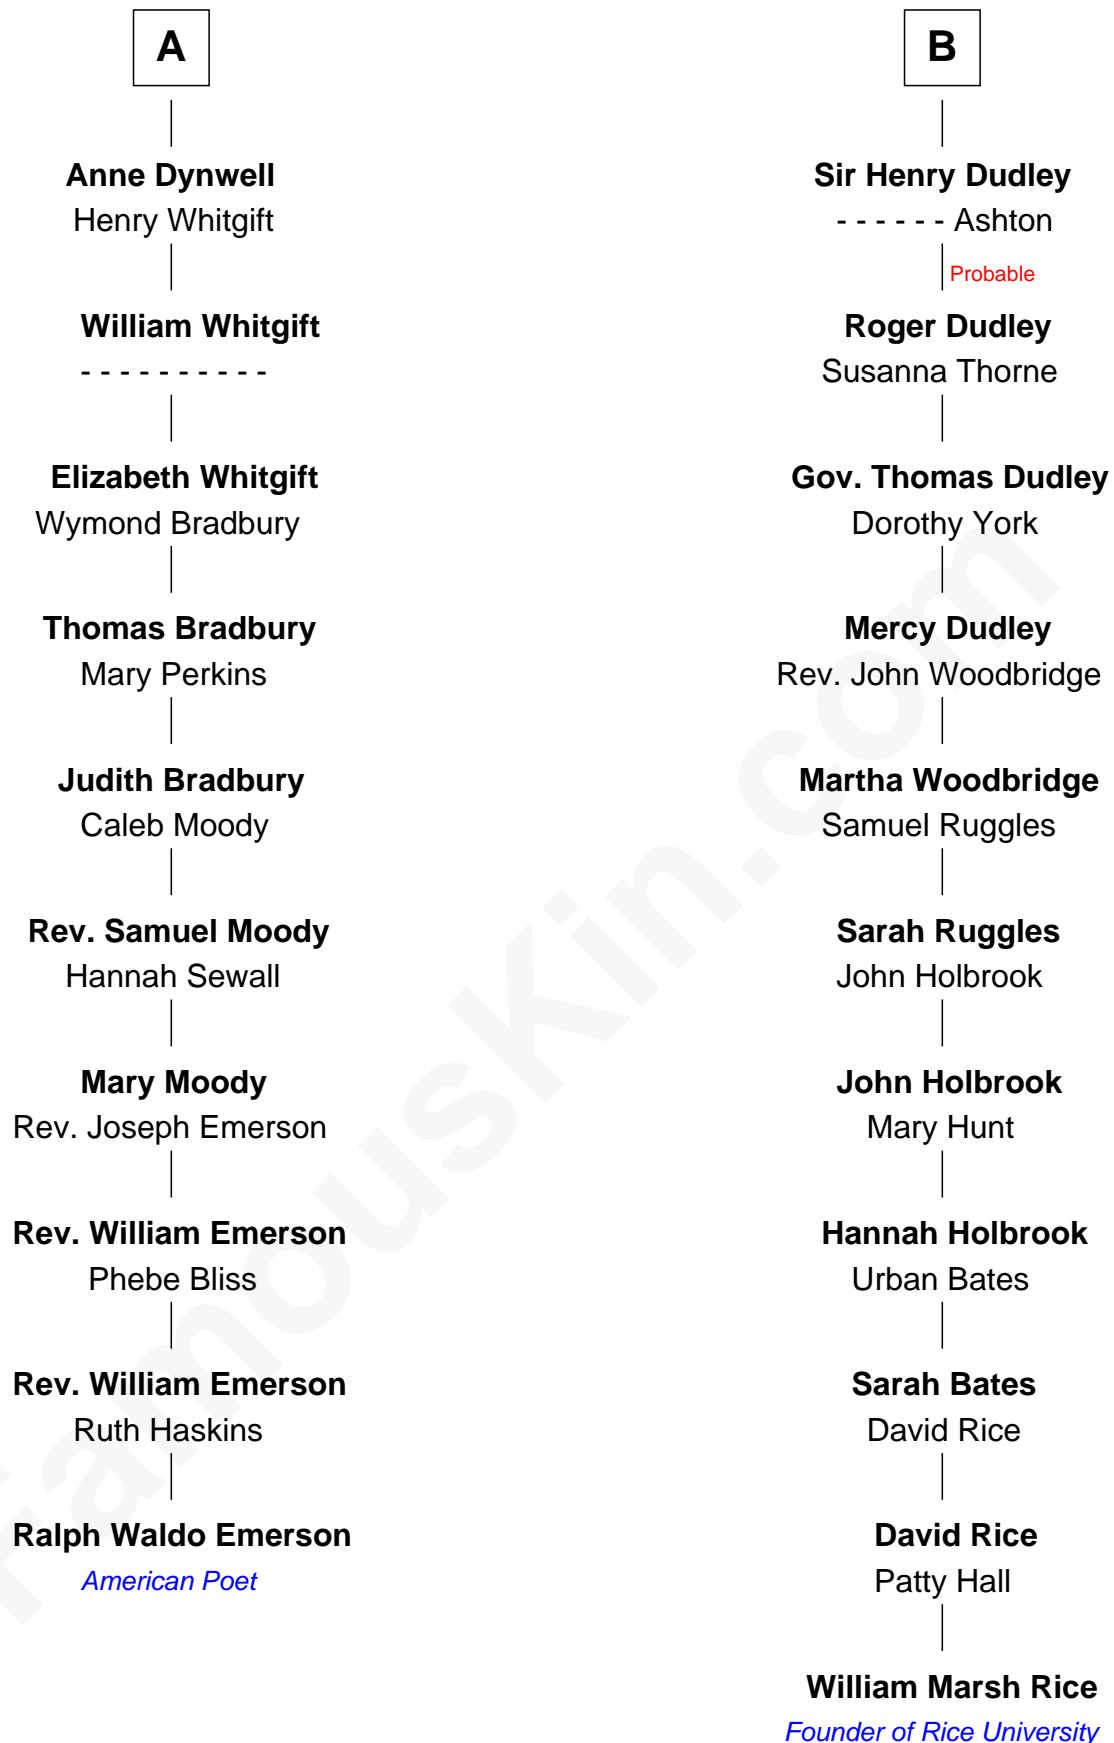 A
Anne Dynwell
Henry Whitgift
William Whitgift
- - - - - - - - - -
Elizabeth Whitgift
Wymond Bradbury
Thomas Bradbury
Mary Perkins
Judith Bradbury
Caleb Moody
Rev. Samuel Moody
Hannah Sewall
Mary Moody
Rev. Joseph Emerson
Rev. William Emerson
Phebe Bliss
Rev. William Emerson
Ruth Haskins
Ralph Waldo Emerson
American Poet
B
Sir Henry Dudley
- - - - - - Ashton
Probable
Roger Dudley
Susanna Thorne
Gov. Thomas Dudley
Dorothy York
Mercy Dudley
Rev. John Woodbridge
Martha Woodbridge
Samuel Ruggles
Sarah Ruggles
John Holbrook
John Holbrook
Mary Hunt
Hannah Holbrook
Urban Bates
Sarah Bates
David Rice
David Rice
Patty Hall
William Marsh Rice
Founder of Rice University
FamousKin.com